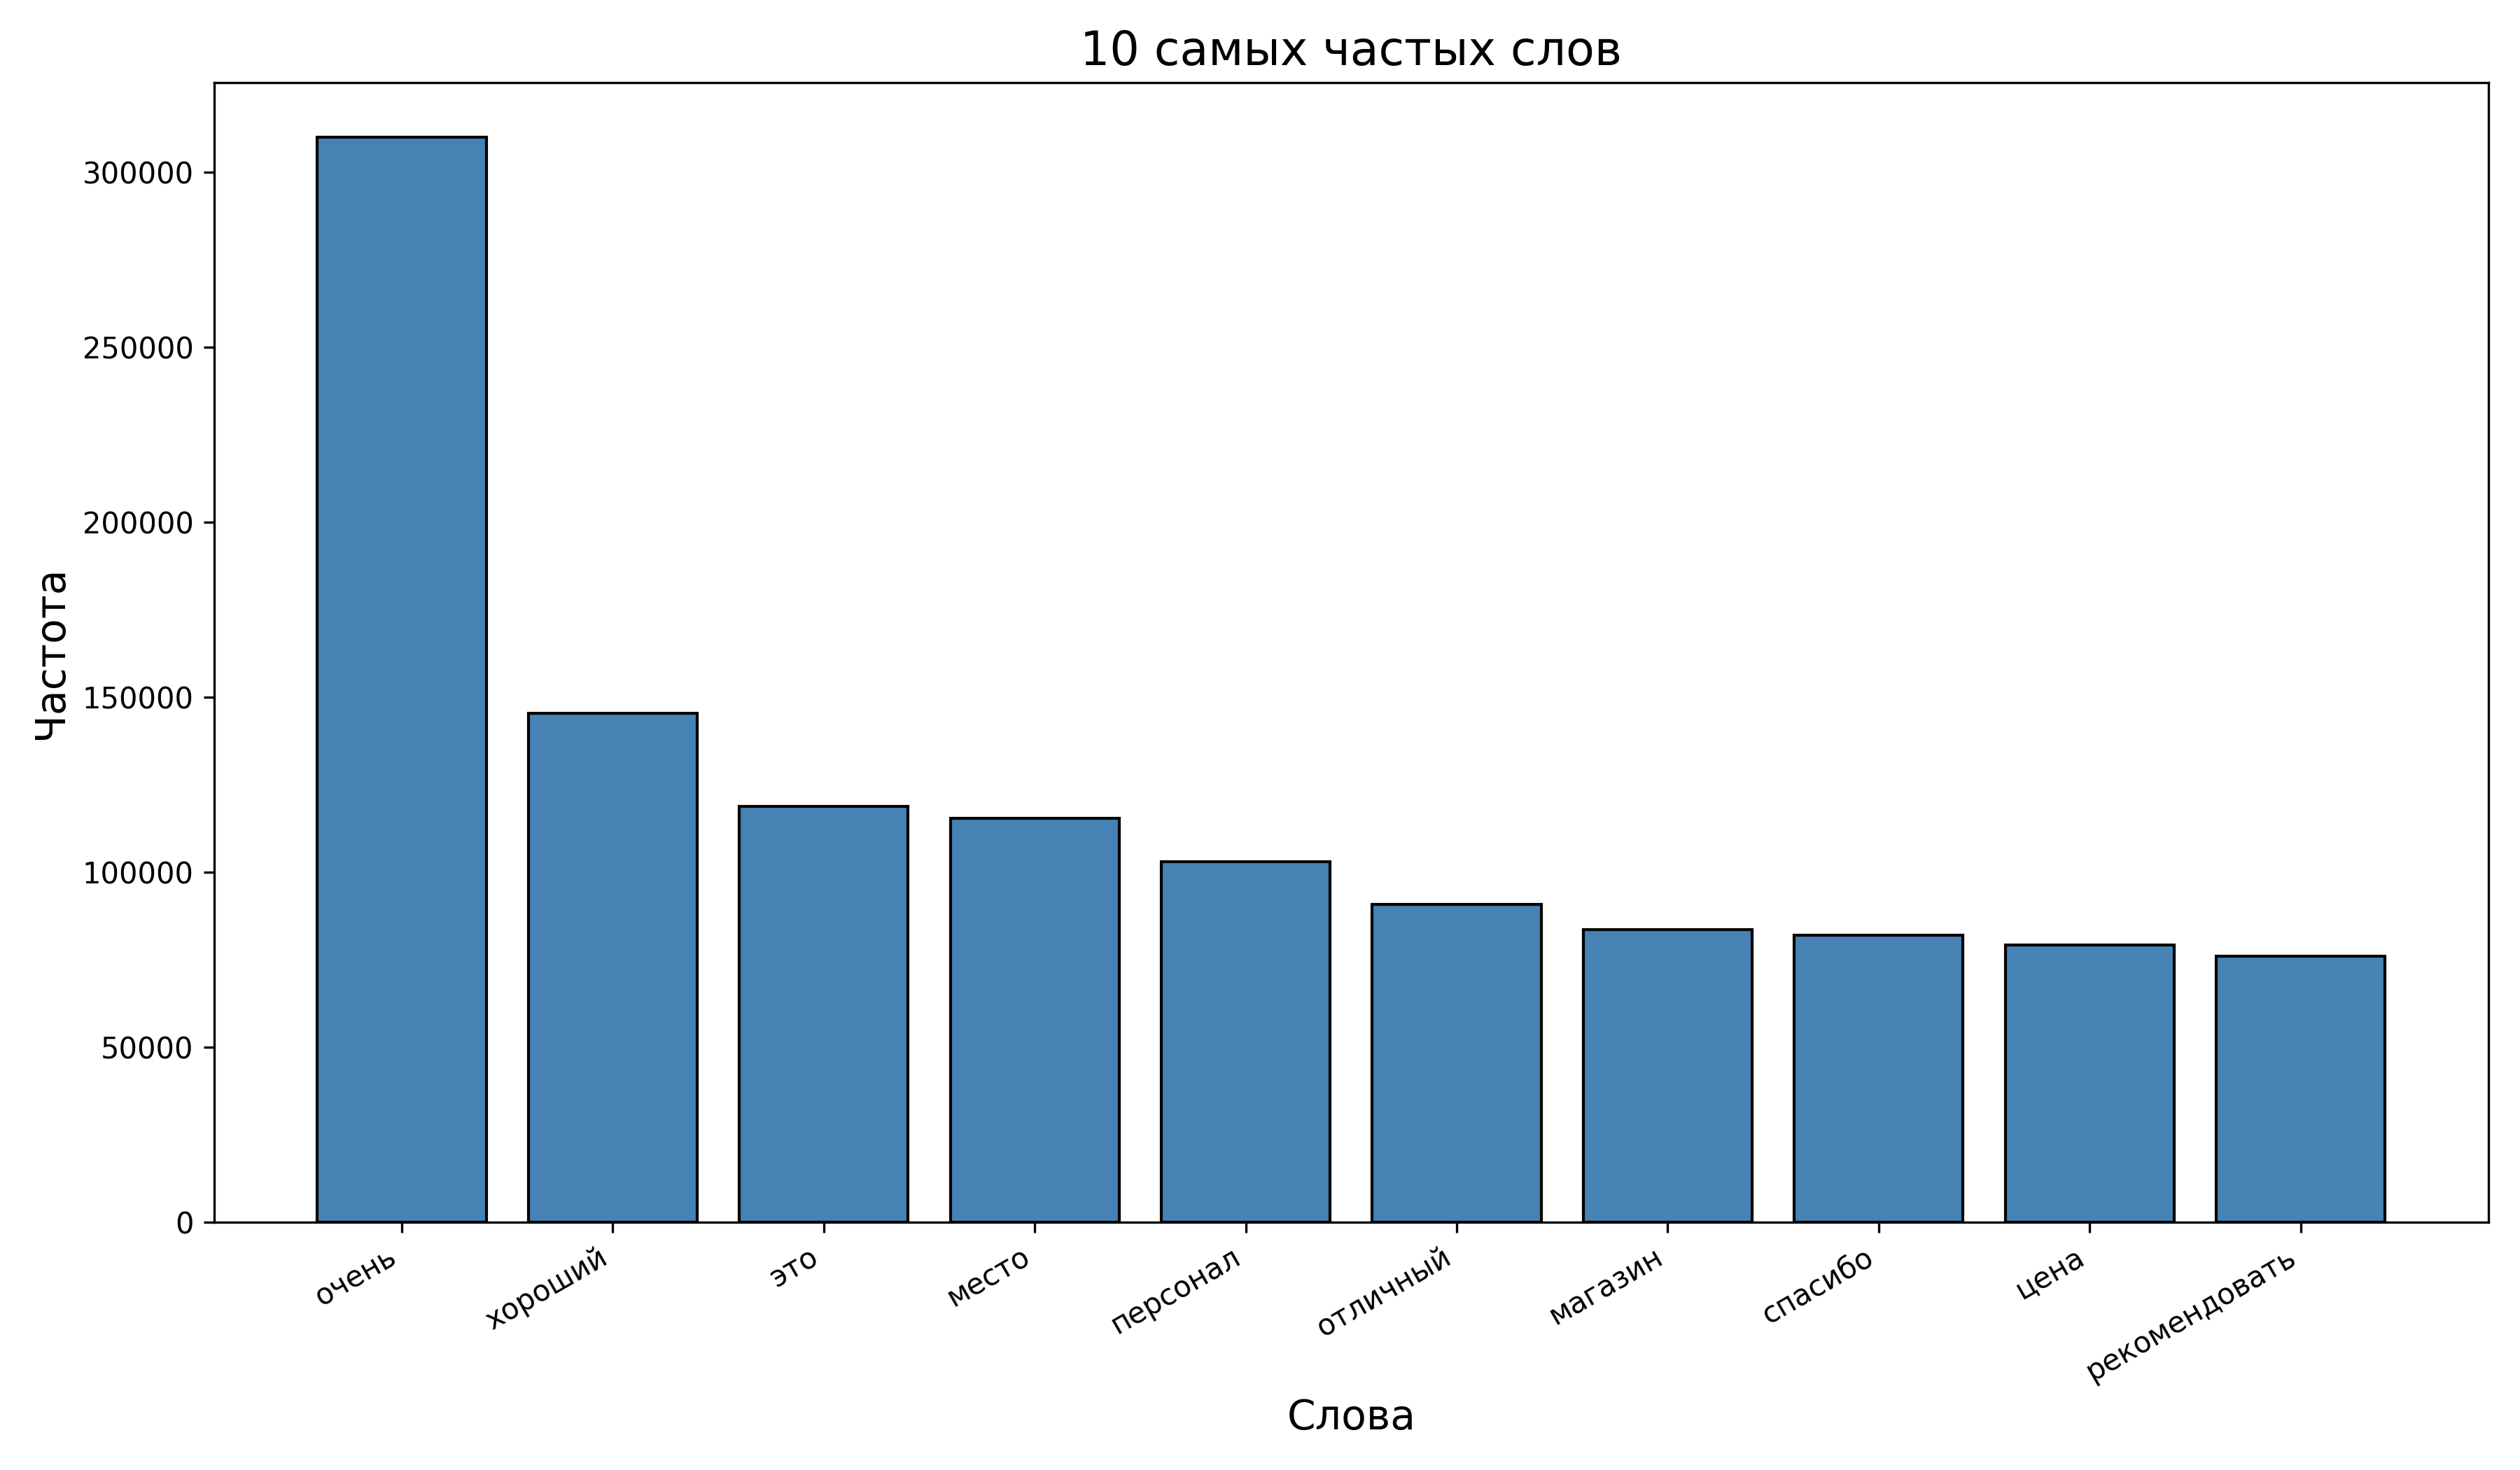 10 самых частых слов
Частота
300000
250000
200000
150000
100000
50000
0
очень
хороший
это
место
персонал
отличный
магазин
спасибо
цена
рекомендовать
Слова